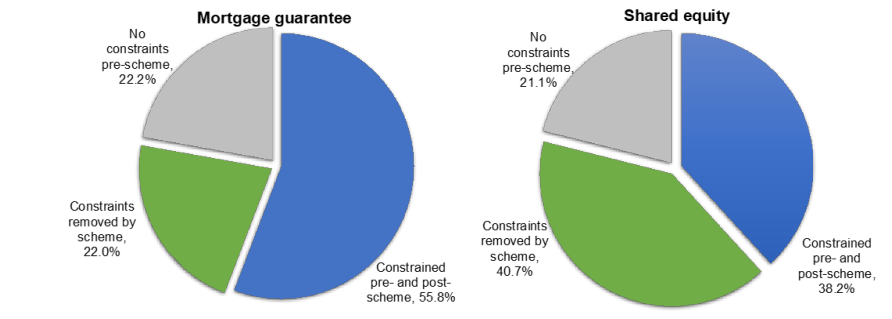 Mortgage guarantee
No
constraints
pre-scheme,
22.2%
Constraints
removed by
scheme,
22.0%
Constrained
pre- and post-
scheme, 55.8%
Shared equity
No
constraints
pre-scheme,
21.1%
Constraints
removed by
scheme,
40.7%
Constrained
pre- and
post-scheme,
38.2%